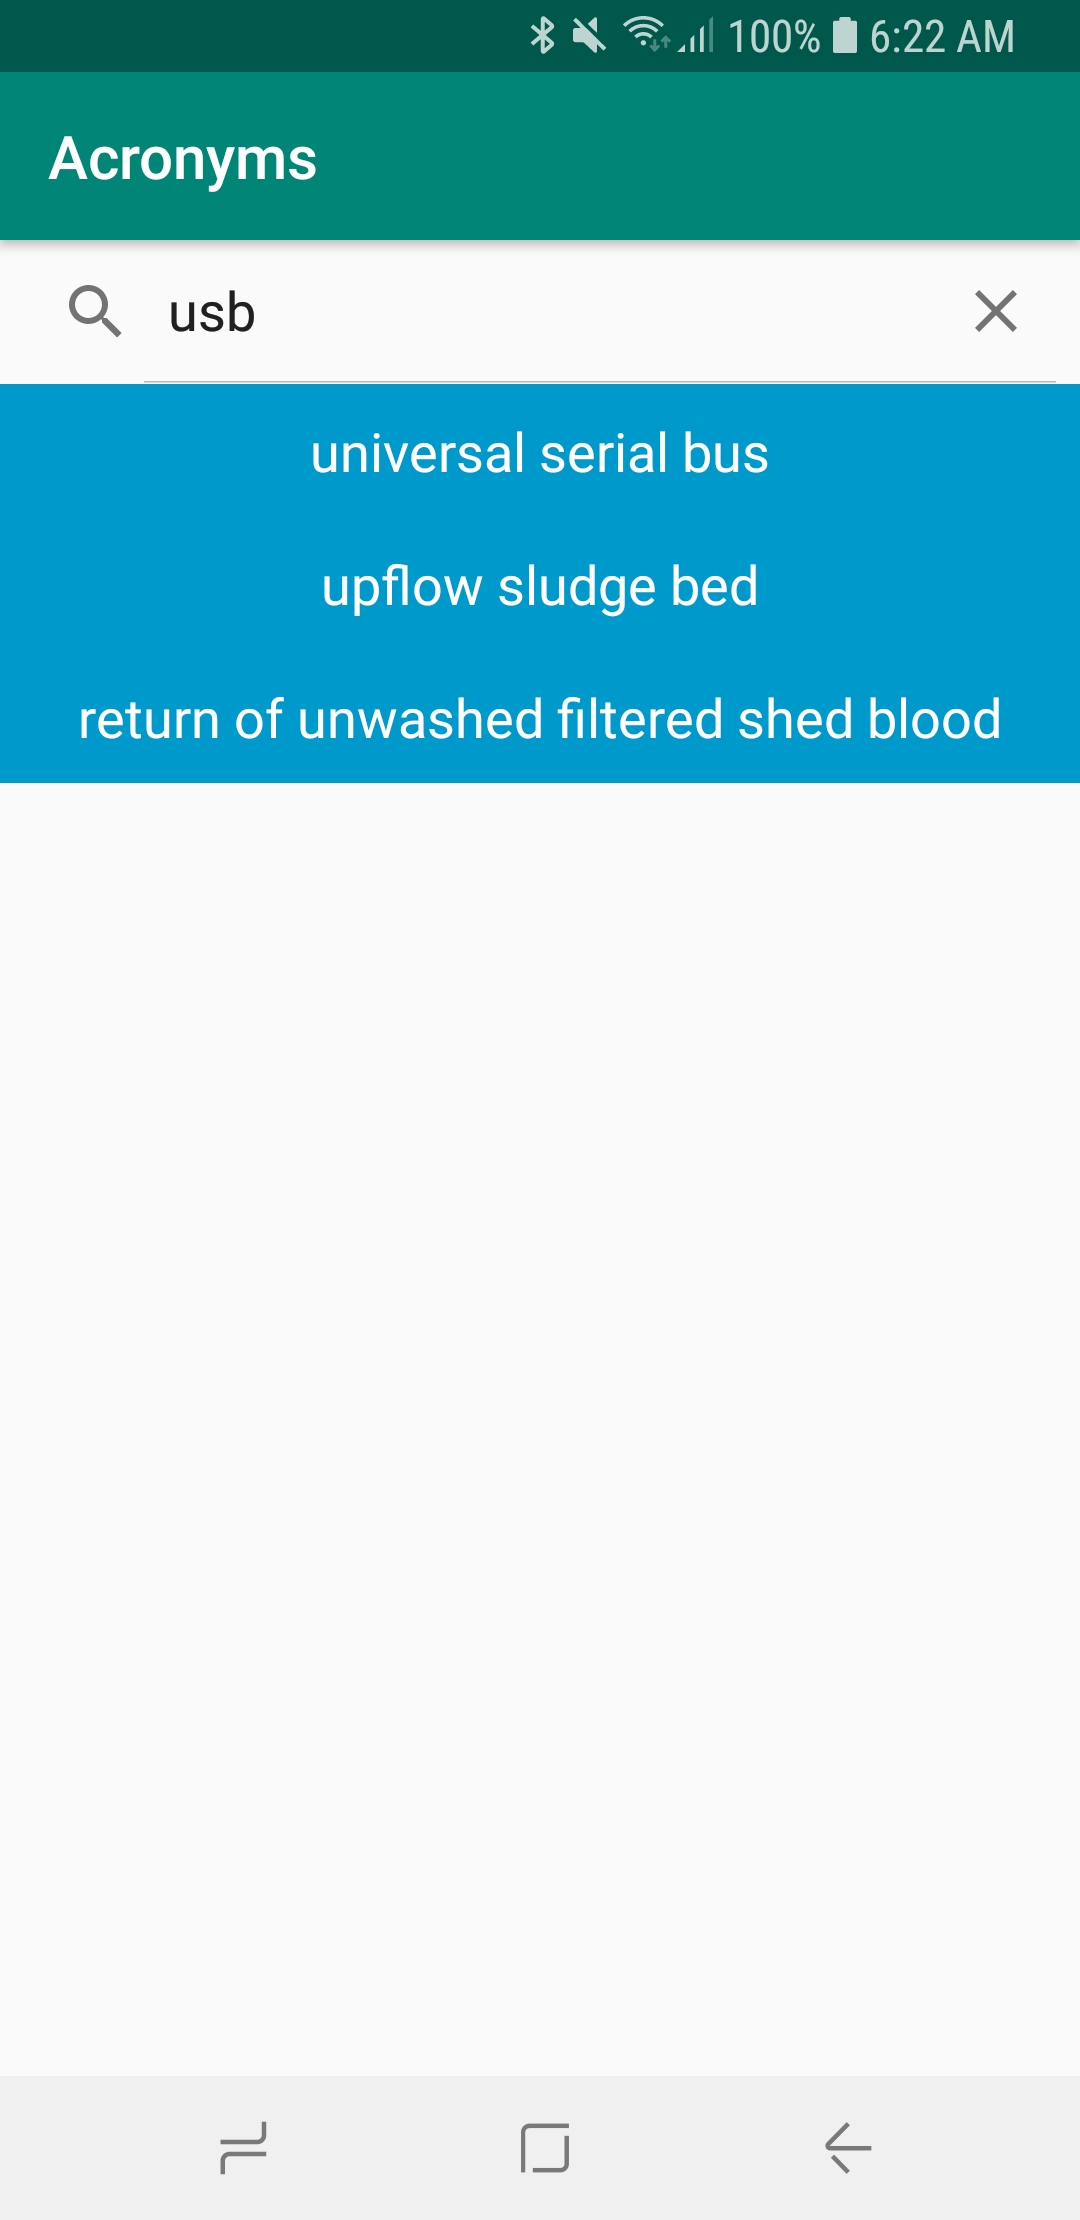 100% 6:22 AM
Acronyms
usb
universal serial bus
upflow sludge bed
return of unwashed filtered shed blood